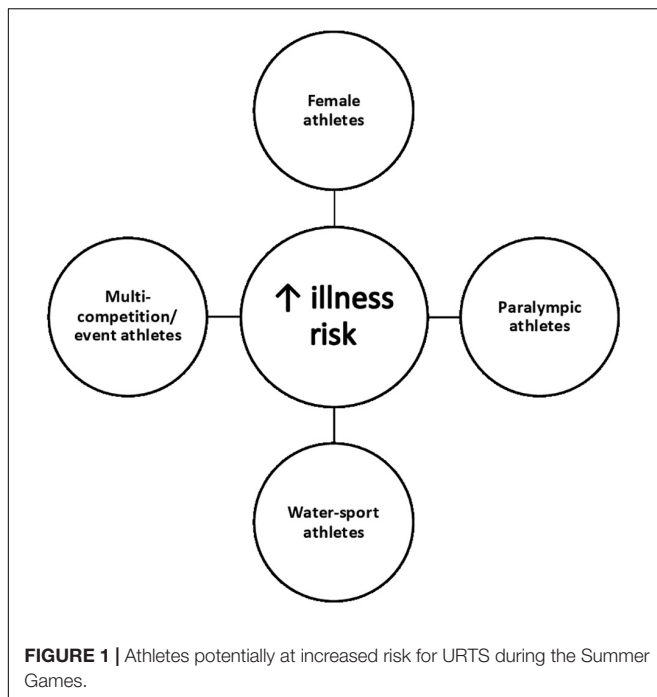 Female
athletes
Multi-
competition/
event athletes
↑ illness
risk
Paralympic
athletes
Water-sport
athletes
FIGURE 1 | Athletes potentially at increased risk for URTS during the Summer
Games.